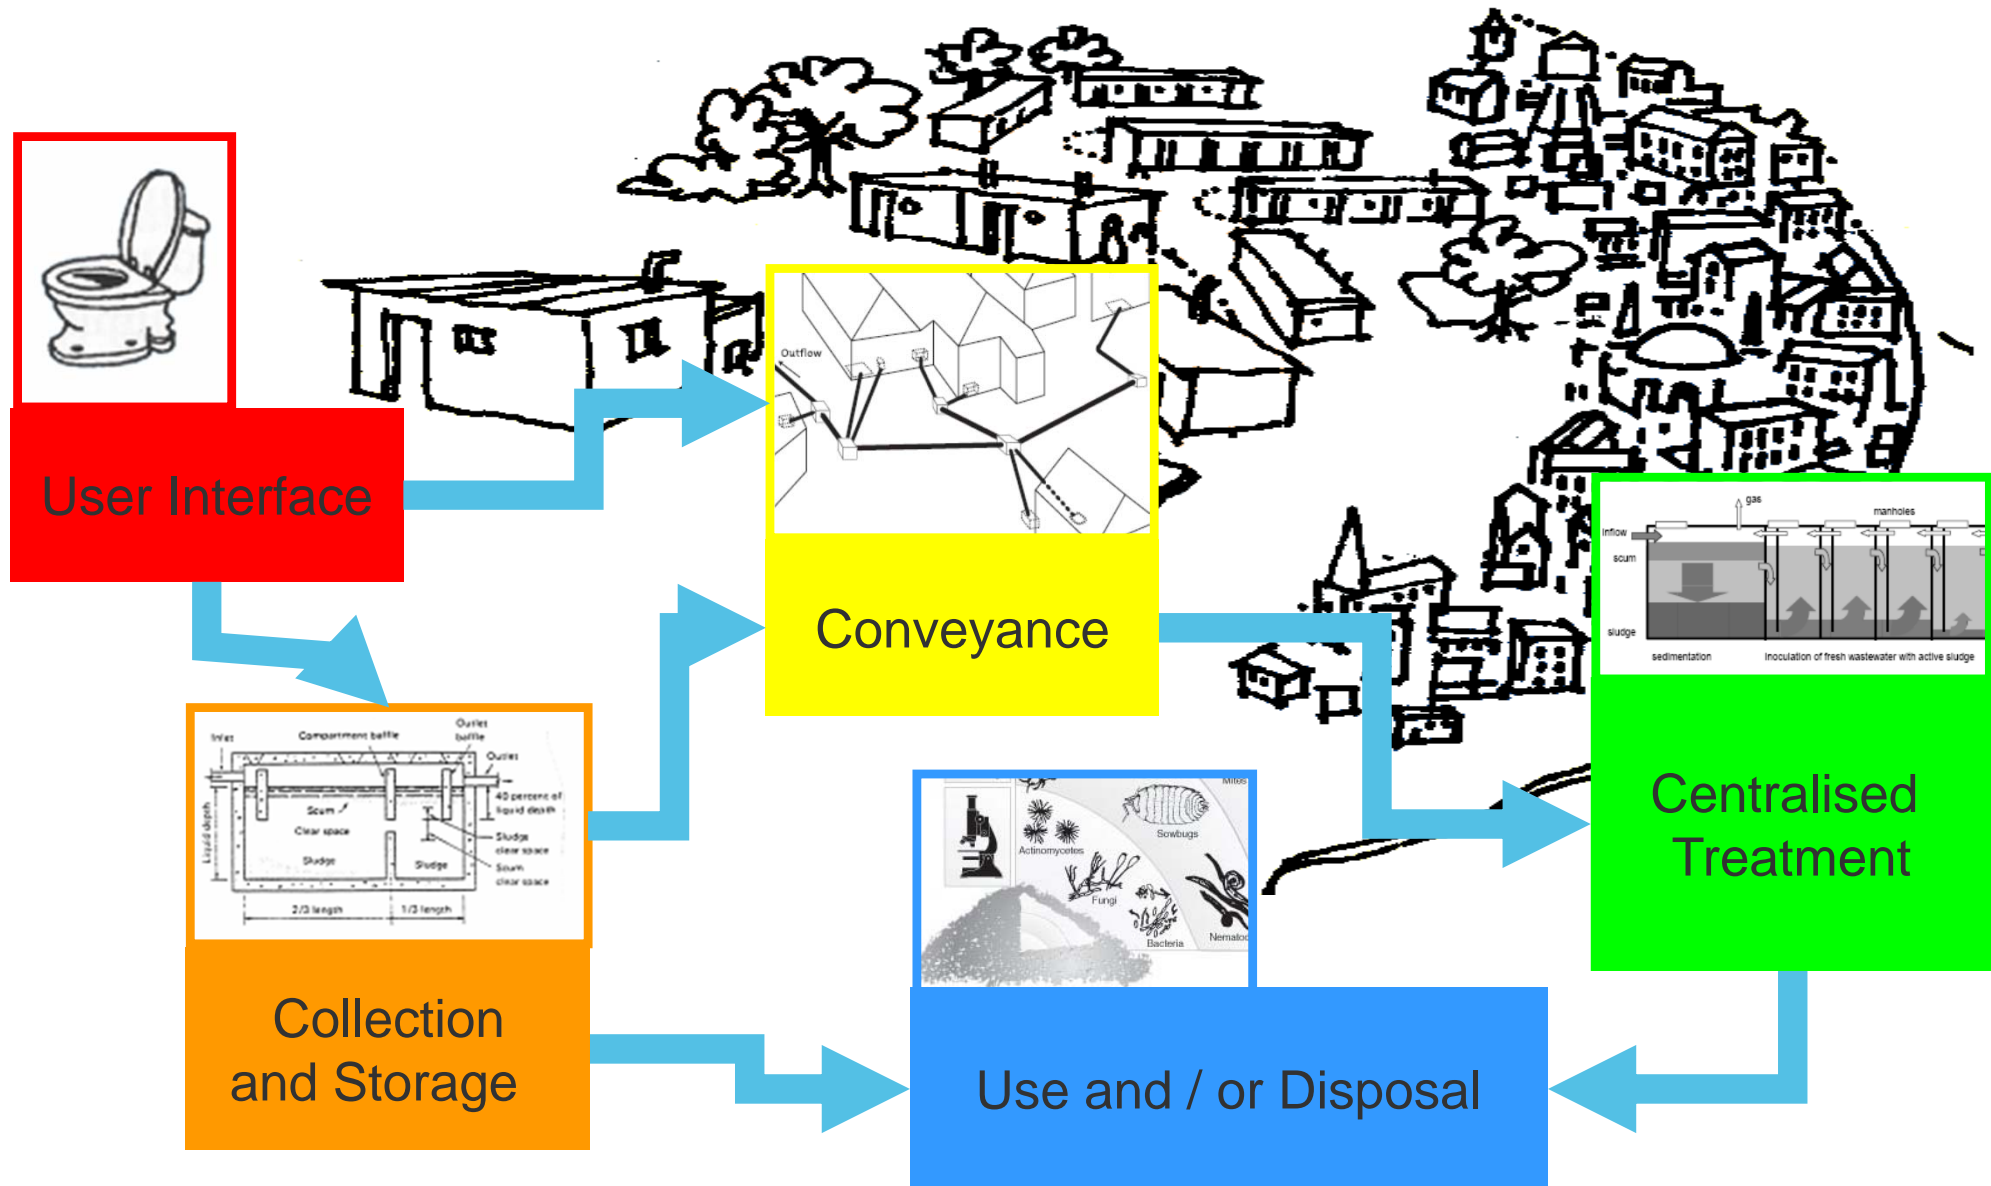 User Interface
Outflow
Conveyance
gas
manholes
inflow
scum
sludge
sedimentation
inoculation of fresh wastewater with active sludge
Centralised
Treatment
Inlet
Compartment baffle
Outlet
baffle
Outlet
40 percent of
liquid depth
Liquid depth
Scum
Clear space
Sludge
clear space
Sludge
Sludge
Scum
clear space
2/3 length
1/3 length
Collection
and Storage
Mites
Sowbugs
Actinomycetes
Fungi
Bacteria
Nematoc
Use and / or Disposal